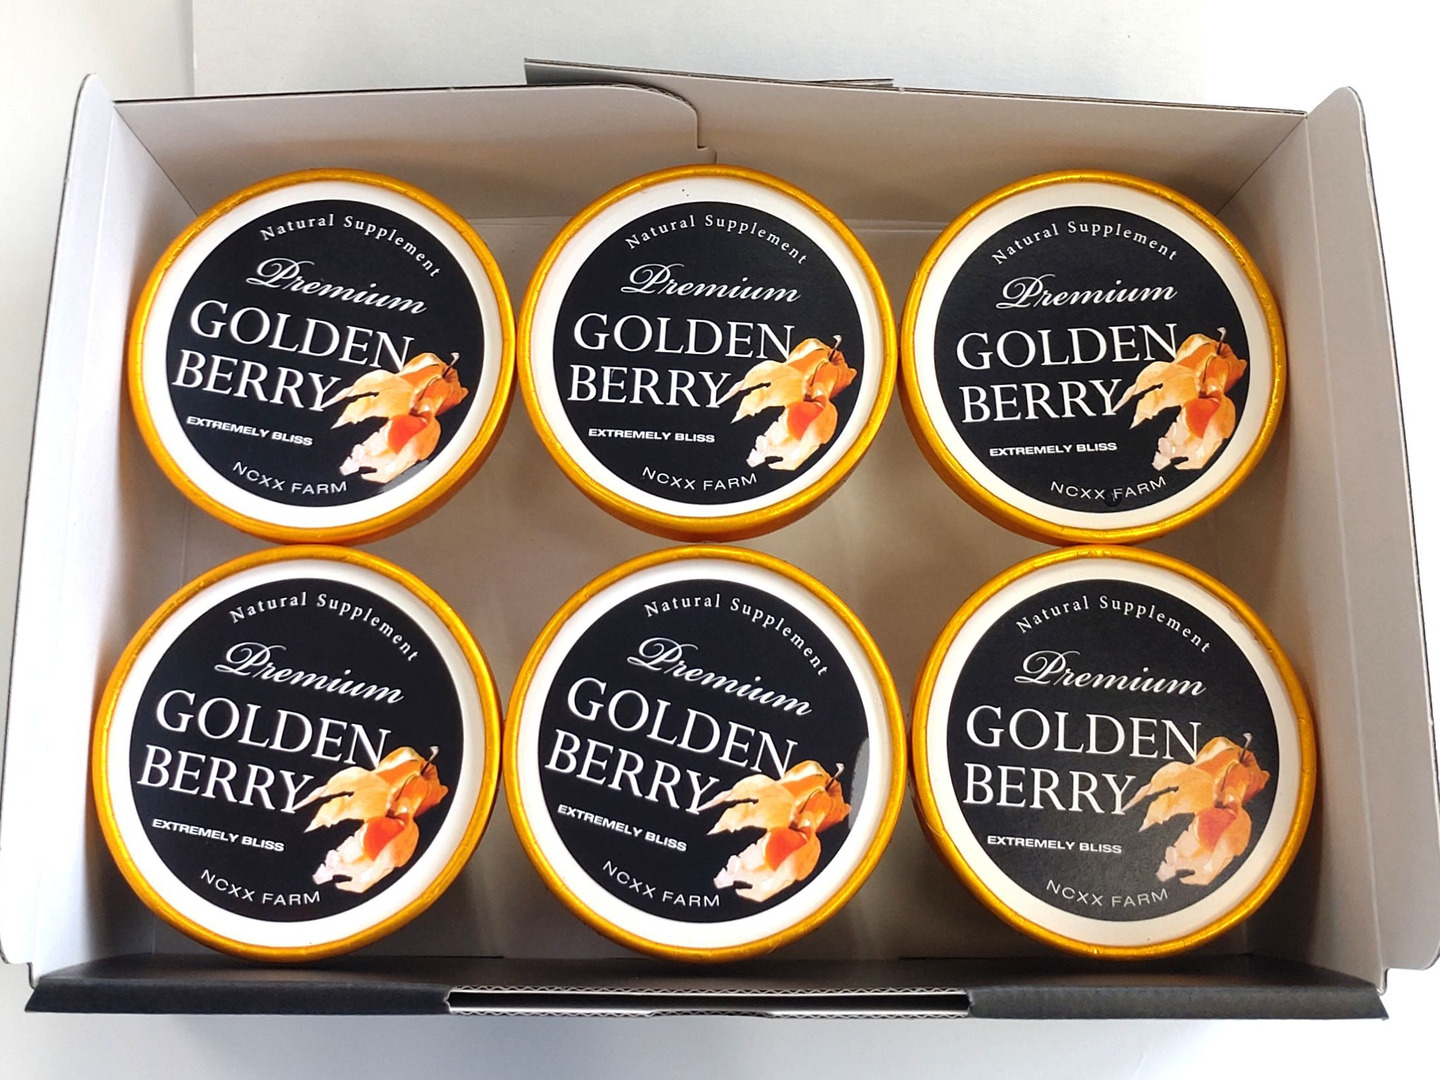 Natural Supplement
Premium
GOLDEN
BERRY
EXTREMELY BLISS
NCXX FARM
Natural Supplement
Premium
GOLDEN
BERRY
EXTREMELY BLISS
NCXX FARM
Natural Supplement
Premium
GOLDEN
BERRY
EXTREMELY BLISS
NCXX FARM
Natural Supplement
Premium
GOLDEN
BERRY
EXTREMELY BLISS
NCXX FARM
Natural Supplement
Premium
GOLDEN
BERRY
EXTREMELY BLISS
NCXX FARM
Natural Supplement
Premium
GOLDEN
BERRY
EXTREMELY BLISS
NCXX FARM